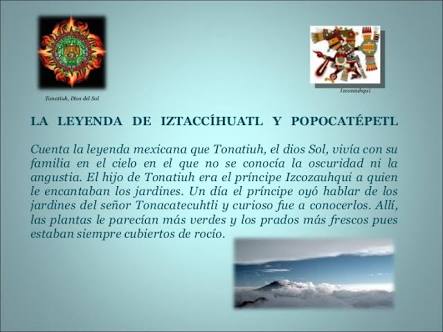 Tonatiuh, Dios del Sol
Izcozauhqui
LA LEYENDA DE IZTACCÍHUATL Y POPOCATÉPETL
Cuenta la leyenda mexicana que Tonatiuh, el dios Sol, vivía con su
familia en el cielo en el que no se conocía la oscuridad ni la
angustia. El hijo de Tonatiuh era el príncipe Izcozauhqui a quien
le encantaban los jardines. Un día el príncipe oyó hablar de los
jardines del señor Tonacatecuhtli y curioso fue a conocerlos. Allí,
las plantas le parecían más verdes y los prados más frescos pues
estaban siempre cubiertos de rocío.